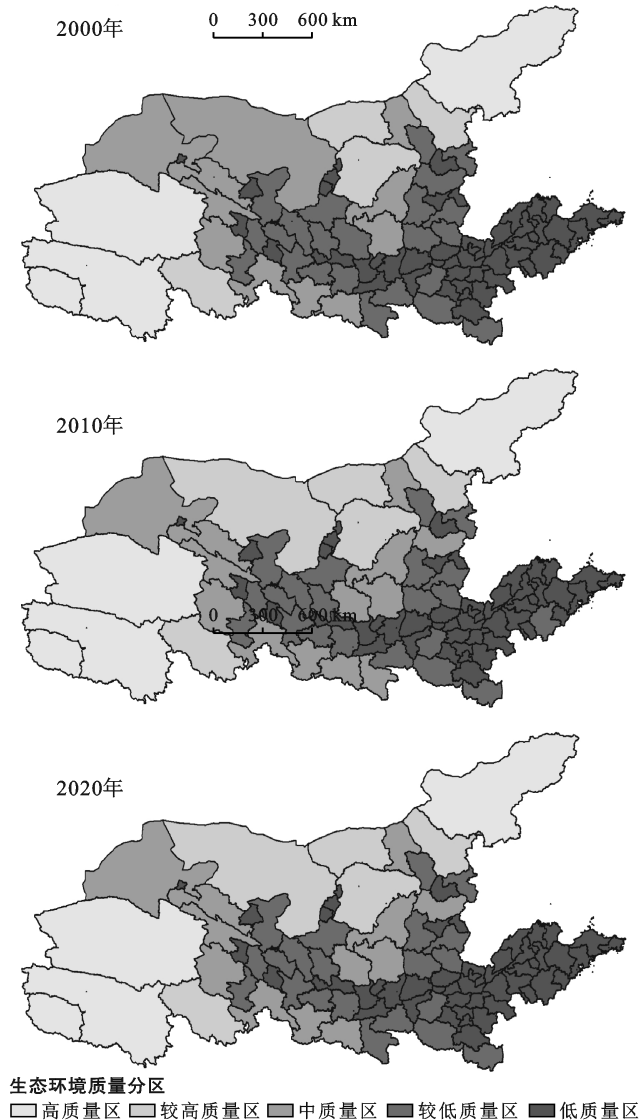 2000年
0 300 600 km
2010年
0 300 600 km
2020年
生态环境质量分区
高质量区 较高质量区 中质量区 较低质量区 低质量区